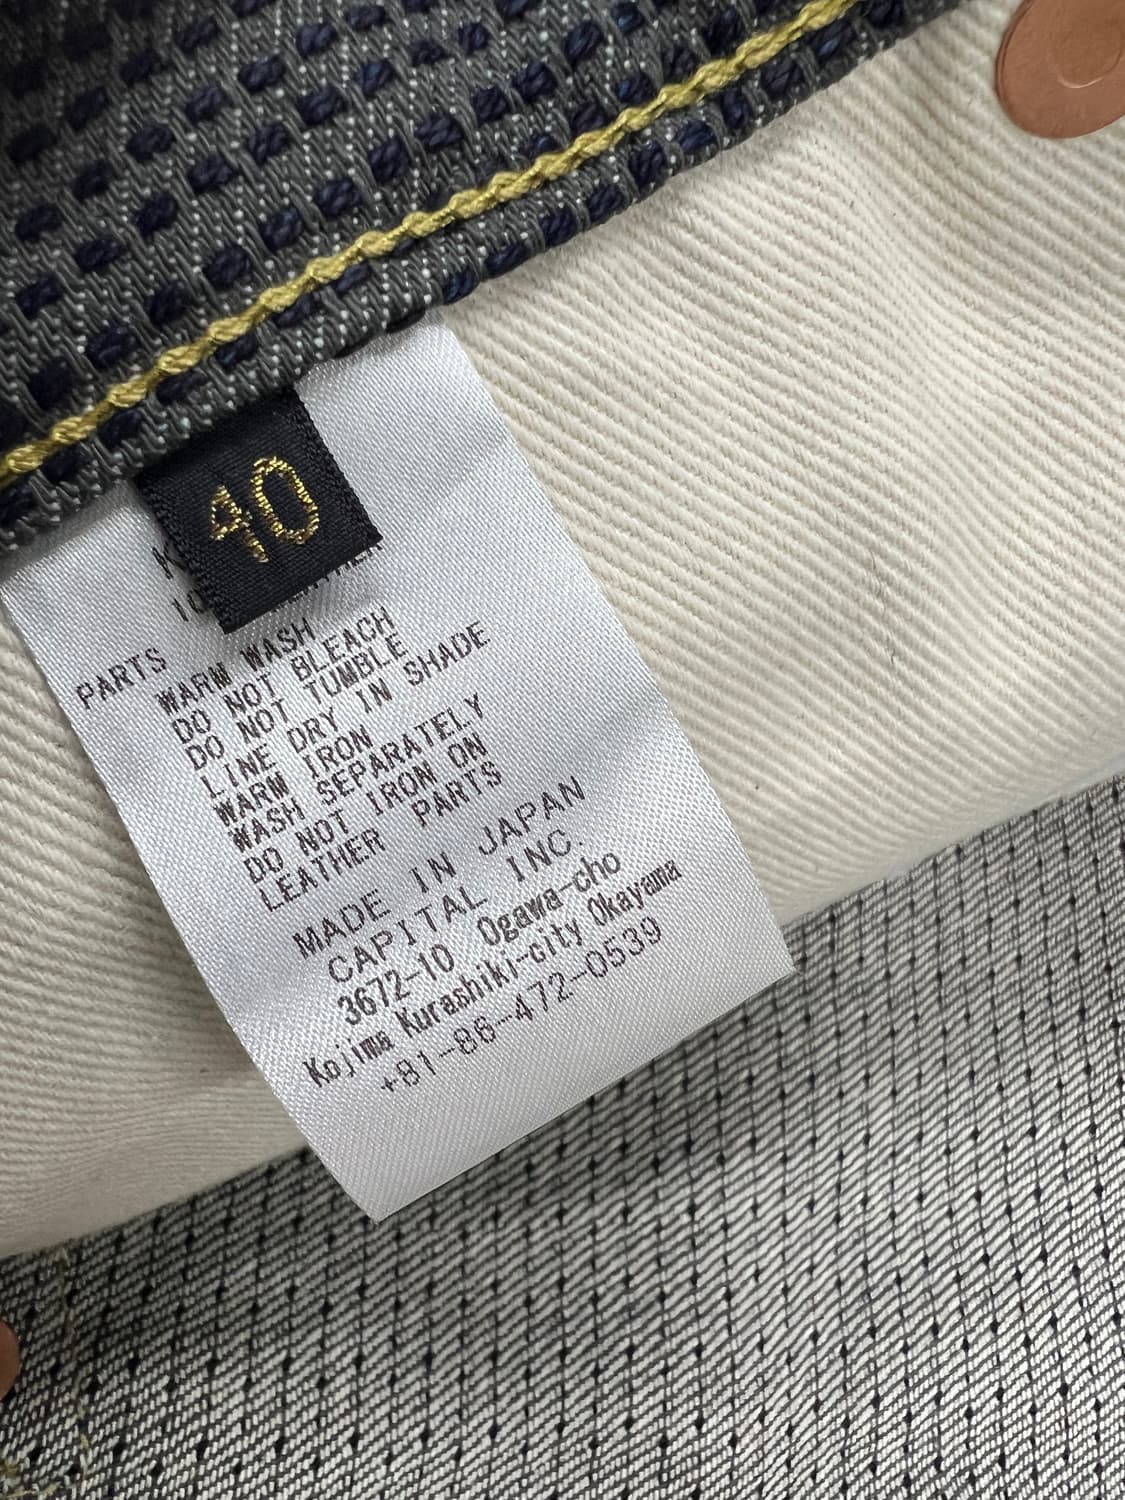 40
PARTS
WARM WASH
DO NOT BLEACH
DO NOT TUMBLE
LINE DRY IN SHADE
WARM IRON
WASH SEPARATELY
DO NOT IRON ON
LEATHER PARTS
MADE IN JAPAN
CAPITAL INC.
3672-10 Ogawa-cho
Kojima Kurashiki-city Okayama
+81-86-472-0539